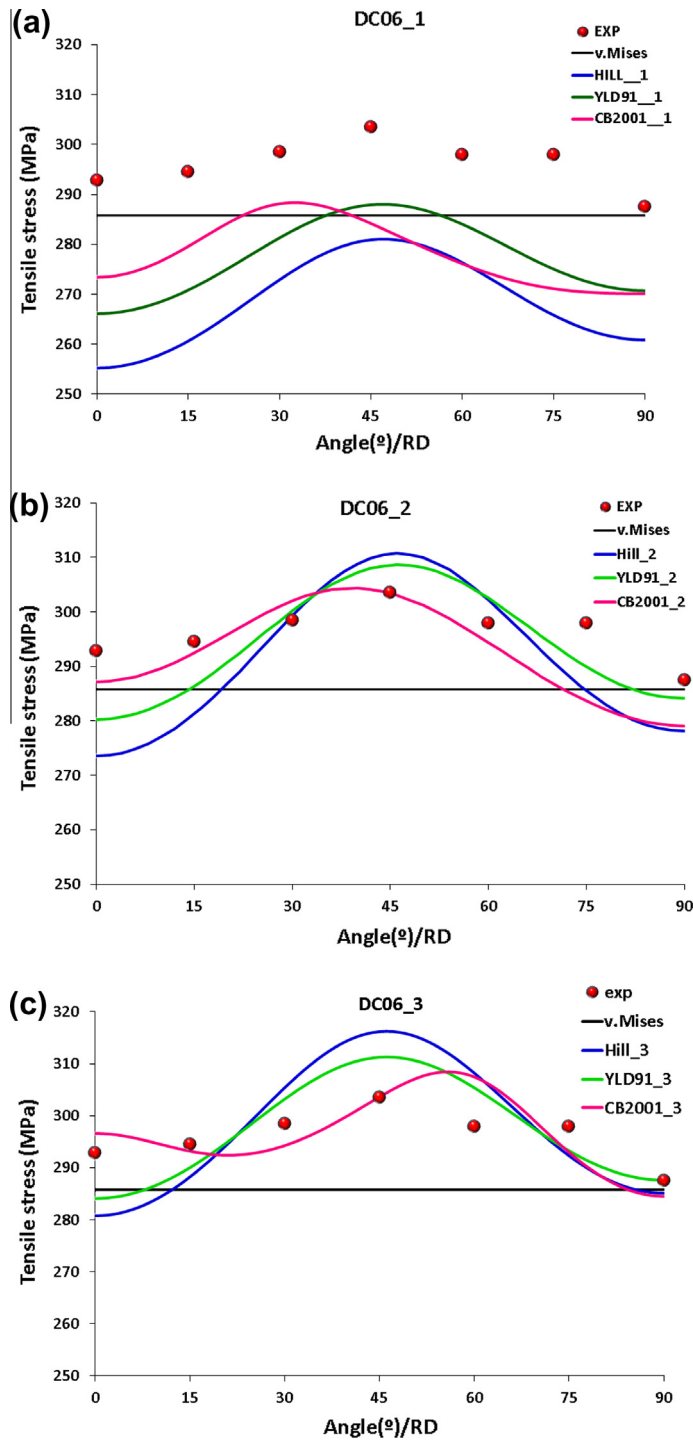 (a)
DC06_1
EXP
v.Mises
HILL__1
YLD91__1
CB2001__1
Tensile stress (MPa)
320
310
300
290
280
270
260
250
0 15 30 45 60 75 90
Angle(º)/RD
(b)
DC06_2
EXP
v.Mises
Hill_2
YLD91_2
CB2001_2
Tensile stress (MPa)
320
310
300
290
280
270
260
250
0 15 30 45 60 75 90
Angle(º)/RD
(c)
DC06_3
exp
v.Mises
Hill_3
YLD91_3
CB2001_3
Tensile stress (MPa)
320
310
300
290
280
270
260
250
0 15 30 45 60 75 90
Angle(º)/RD